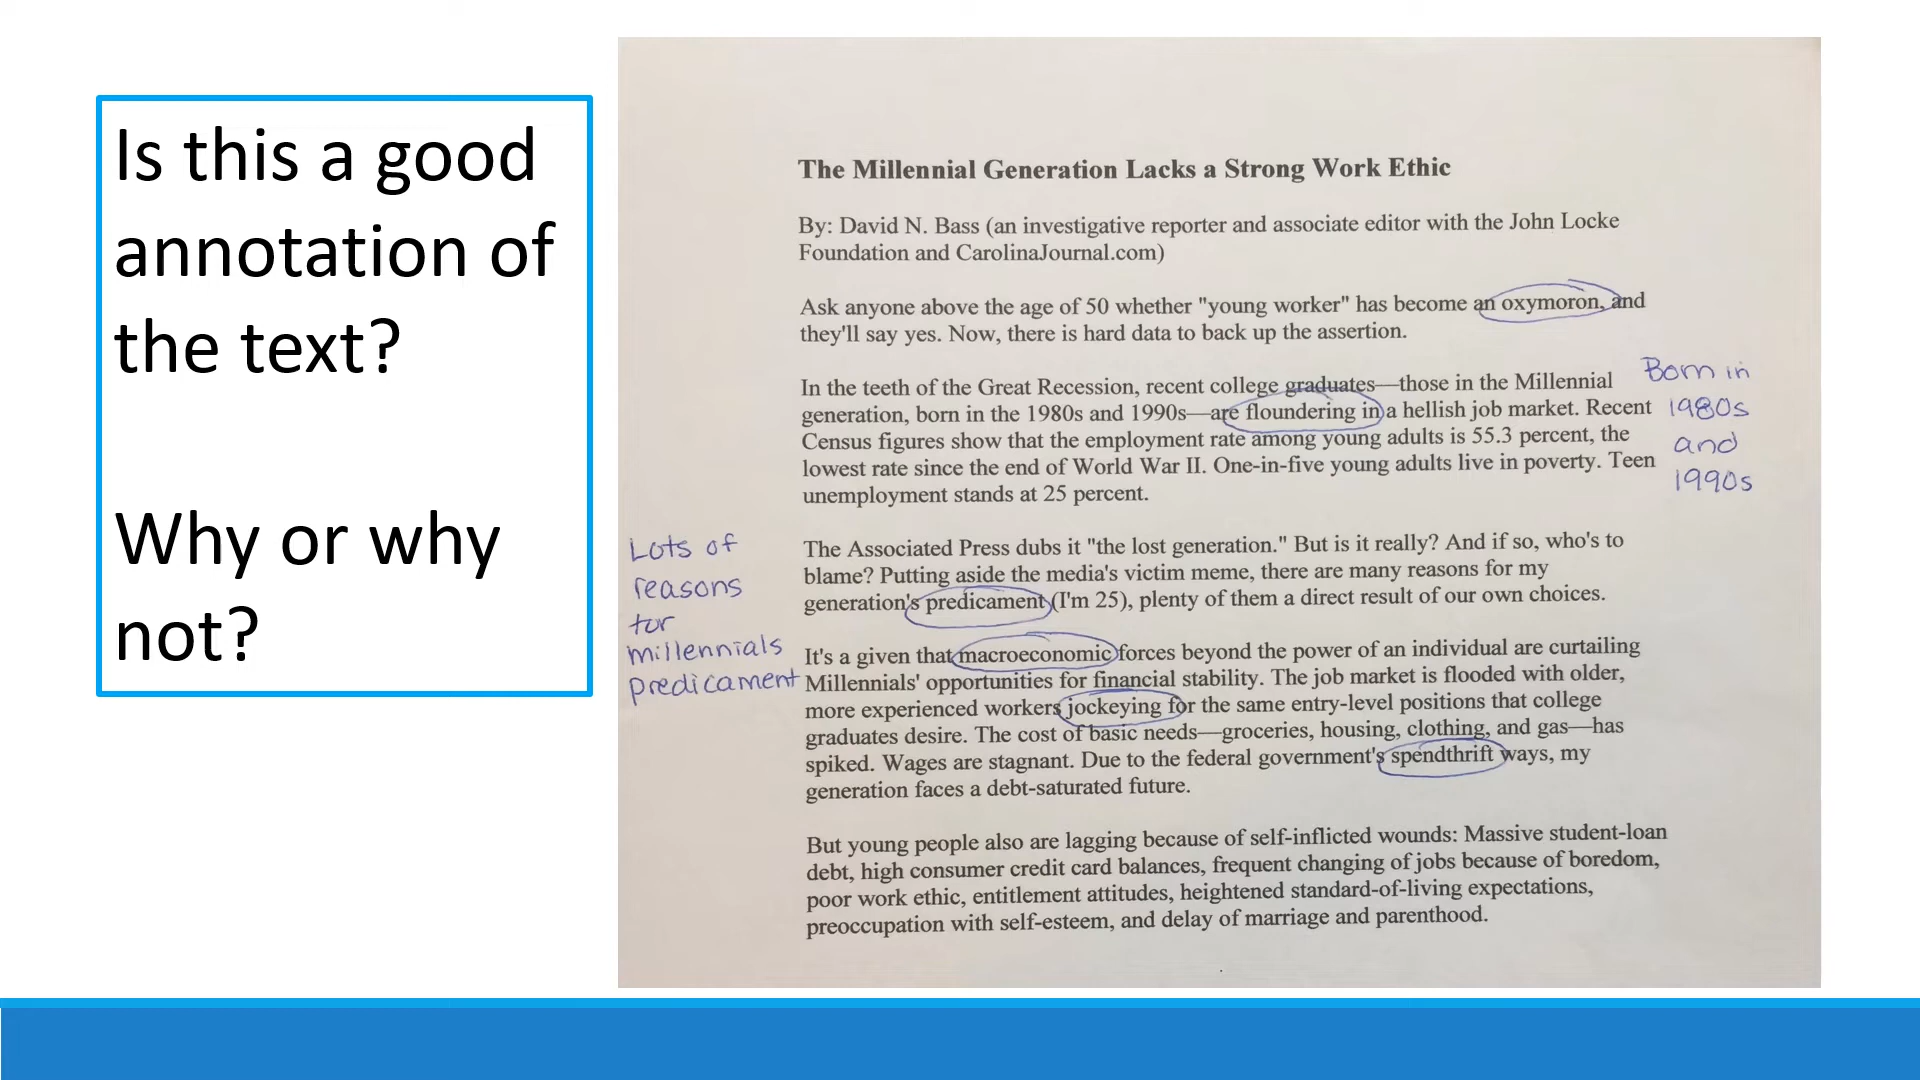 Is this a good
annotation of
the text?
Why or why
not?
The Millennial Generation Lacks a Strong Work Ethic
By: David N. Bass (an investigative reporter and associate editor with the John Locke
Foundation and CarolinaJournal.com)
Ask anyone above the age of 50 whether "young worker" has become an oxymoron, and
they'll say yes. Now, there is hard data to back up the assertion.
In the teeth of the Great Recession, recent college graduates—those in the Millennial
generation, born in the 1980s and 1990s—are floundering in a hellish job market. Recent
Census figures show that the employment rate among young adults is 55.3 percent, the
lowest rate since the end of World War II. One-in-five young adults live in poverty. Teen
unemployment stands at 25 percent.
Born in
1980s
and
1990s
The Associated Press dubs it "the lost generation." But is it really? And if so, who's to
blame? Putting aside the media's victim meme, there are many reasons for my
generation's predicament (I'm 25), plenty of them a direct result of our own choices.
Lots of
reasons
for
millennials
predicament
It's a given that macroeconomic forces beyond the power of an individual are curtailing
Millennials' opportunities for financial stability. The job market is flooded with older,
more experienced workers jockeying for the same entry-level positions that college
graduates desire. The cost of basic needs—groceries, housing, clothing, and gas—has
spiked. Wages are stagnant. Due to the federal government's spendthrift ways, my
generation faces a debt-saturated future.
But young people also are lagging because of self-inflicted wounds: Massive student-loan
debt, high consumer credit card balances, frequent changing of jobs because of boredom,
poor work ethic, entitlement attitudes, heightened standard-of-living expectations,
preoccupation with self-esteem, and delay of marriage and parenthood.